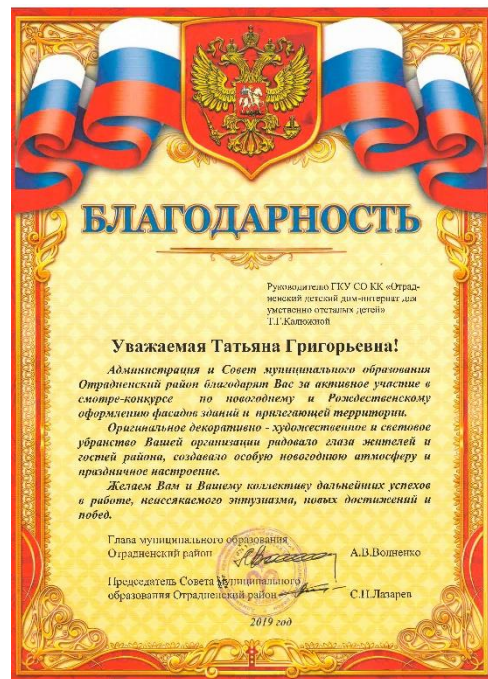 БЛАГОДАРНОСТЬ
Руководителю ГКУ СО КК «Отрад-
ненский детский дом-интернат для
умственно отсталых детей»
Т.Г.Калюжной
Уважаемая Татьяна Григорьевна!
Администрация и Совет муниципального образования
Отрадненский район благодарят Вас за активное участие в
смотре-конкурсе по новогоднему и Рождественскому
оформлению фасадов зданий и прилегающей территории.
Оригинальное декоративно - художественное и световое
убранство Вашей организации радовало глаза жителей и
гостей района, создавало особую новогоднюю атмосферу и
праздничное настроение.
Желаем Вам и Вашему коллективу дальнейших успехов
в работе, неиссякаемого энтузиазма, новых достижений и
побед.
Глава муниципального образования
Отрадненский район А.В.Волненко
Председатель Совета муниципального
образования Отрадненский район С.Н.Лазарев
2019 год